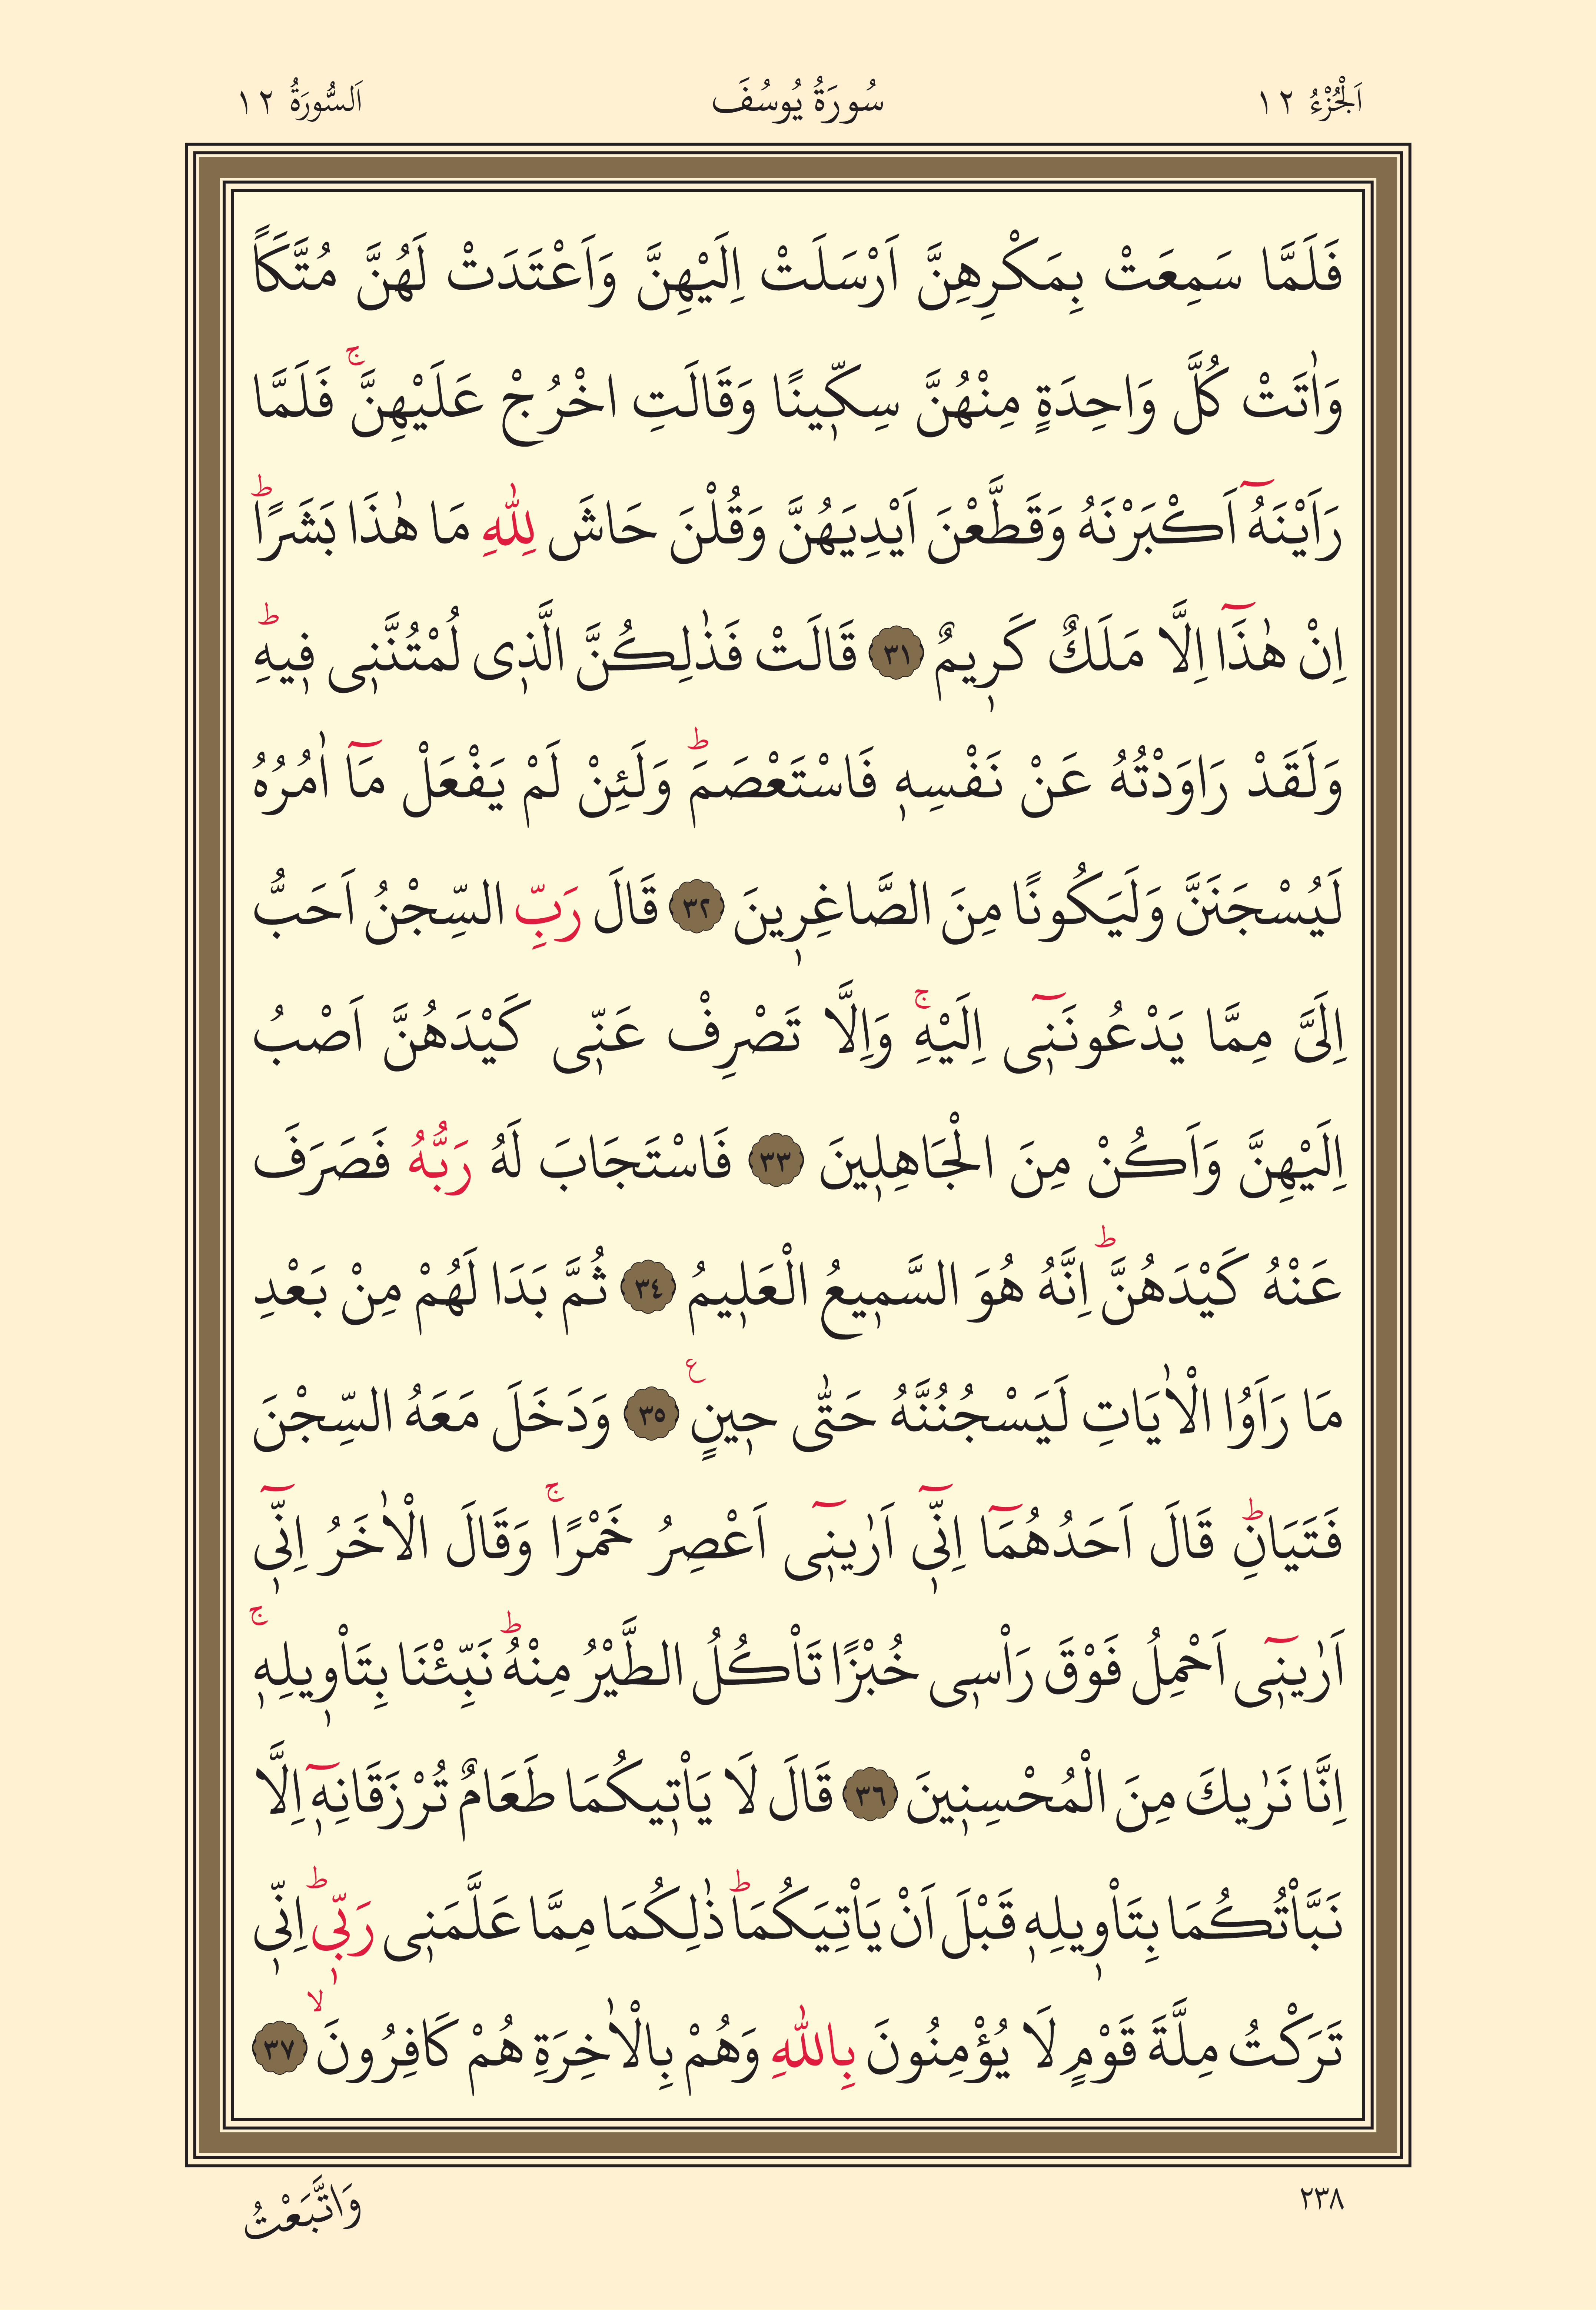 اَلْجُزْءُ ١٢ سُورَةُ يُوسُفَ اَلسُّورَةُ ١٢
فَلَمَّا سَمِعَتْ بِمَكْرِهِنَّ اَرْسَلَتْ اِلَيْهِنَّ وَاَعْتَدَتْ لَهُنَّ مُتَّكَاً
وَاٰتَتْ كُلَّ وَاحِدَةٍ مِنْهُنَّ سِكّ۪ينًا وَقَالَتِ اخْرُجْ عَلَيْهِنَّۚ فَلَمَّا
رَاَيْنَهُٓ اَكْبَرْنَهُ وَقَطَّعْنَ اَيْدِيَهُنَّ وَقُلْنَ حَاشَ لِلّٰهِ مَا هٰذَا بَشَرًاۜ
اِنْ هٰذَٓا اِلَّا مَلَكٌ كَر۪يمٌ ﴿٣١﴾ قَالَتْ فَذٰلِكُنَّ الَّذ۪ى لُمْتُنَّن۪ى ف۪يهِۜ
وَلَقَدْ رَاوَدْتُهُ عَنْ نَفْسِه۪ فَاسْتَعْصَمَۜ وَلَئِنْ لَمْ يَفْعَلْ مَٓا اٰمُرُهُ
لَيُسْجَنَنَّ وَلَيَكُونًا مِنَ الصَّاغِر۪ينَ ﴿٣٢﴾ قَالَ رَبِّ السِّجْنُ اَحَبُّ
اِلَىَّ مِمَّا يَدْعُونَن۪ٓى اِلَيْهِۚ وَاِلَّا تَصْرِفْ عَنّ۪ى كَيْدَهُنَّ اَصْبُ
اِلَيْهِنَّ وَاَكُنْ مِنَ الْجَاهِل۪ينَ ﴿٣٣﴾ فَاسْتَجَابَ لَهُ رَبُّهُ فَصَرَفَ
عَنْهُ كَيْدَهُنَّۜ اِنَّهُ هُوَ السَّم۪يعُ الْعَل۪يمُ ﴿٣٤﴾ ثُمَّ بَدَا لَهُمْ مِنْ بَعْدِ
مَا رَاَوُا الْاٰيَاتِ لَيَسْجُنُنَّهُ حَتّٰى ح۪ينٍ ع ﴿٣٥﴾ وَدَخَلَ مَعَهُ السِّجْنَ
فَتَيَانِۜ قَالَ اَحَدُهُمَٓا اِنّ۪ٓى اَرٰين۪ٓى اَعْصِرُ خَمْرًاۚ وَقَالَ الْاٰخَرُ اِنّ۪ٓى
اَرٰين۪ٓى اَحْمِلُ فَوْقَ رَاْس۪ى خُبْزًا تَاْكُلُ الطَّيْرُ مِنْهُۜ نَبِّئْنَا بِتَاْو۪يلِه۪ۚ
اِنَّا نَرٰيكَ مِنَ الْمُحْسِن۪ينَ ﴿٣٦﴾ قَالَ لَا يَاْت۪يكُمَا طَعَامٌ تُرْزَقَانِه۪ٓ اِلَّا
نَبَّاْتُكُمَا بِتَاْو۪يلِه۪ قَبْلَ اَنْ يَاْتِيَكُمَاۜ ذٰلِكُمَا مِمَّا عَلَّمَن۪ى رَبّ۪ىۜ اِنّ۪ى
تَرَكْتُ مِلَّةَ قَوْمٍ لَا يُؤْمِنُونَ بِاللّٰهِ وَهُمْ بِالْاٰخِرَةِ هُمْ كَافِرُونَۙ ﴿٣٧﴾
٢٣٨ وَاتَّبَعْتُ